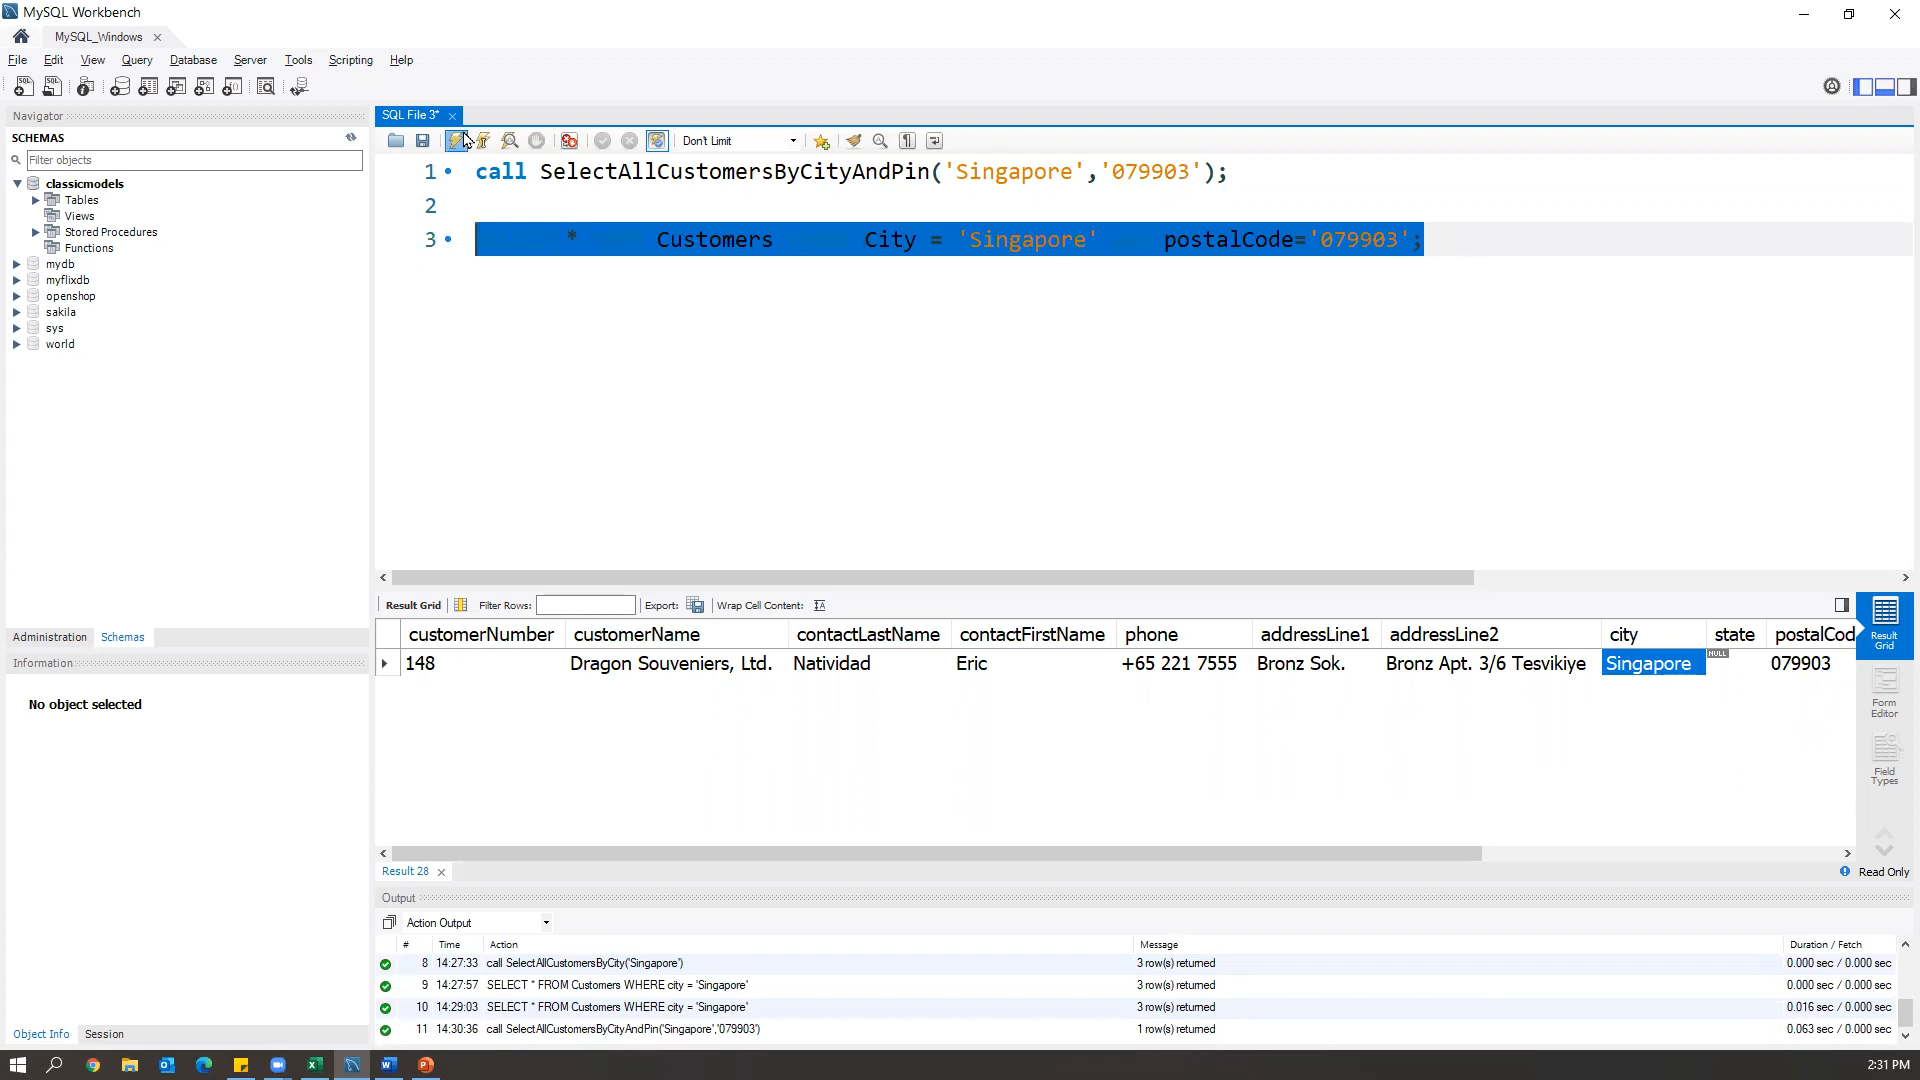 MySQL Workbench
MySQL_Windows
File Edit View Query Database Server Tools Scripting Help
Navigator
SCHEMAS
Filter objects
classicmodels
Tables
Views
Stored Procedures
Functions
mydb
myflixdb
openshop
sakila
sys
world
Administration Schemas
Information
No object selected
Object Info Session
SQL File 3*
Don't Limit
1 call SelectAllCustomersByCityAndPin('Singapore','079903');
2
3 * Customers City = 'Singapore' postalCode='079903';
Result Grid Filter Rows: Export: Wrap Cell Content:
customerNumber customerName contactLastName contactFirstName phone addressLine1 addressLine2 city state postalCod
148 Dragon Souveniers, Ltd. Natividad Eric +65 221 7555 Bronz Sok. Bronz Apt. 3/6 Tesvikiye Singapore NULL 079903
Result Grid
Form Editor
Field Types
Result 28
Read Only
Output
Action Output
# Time Action Message Duration / Fetch
8 14:27:33 call SelectAllCustomersByCity('Singapore') 3 row(s) returned 0.000 sec / 0.000 sec
9 14:27:57 SELECT * FROM Customers WHERE city = 'Singapore' 3 row(s) returned 0.000 sec / 0.000 sec
10 14:29:03 SELECT * FROM Customers WHERE city = 'Singapore' 3 row(s) returned 0.016 sec / 0.000 sec
11 14:30:36 call SelectAllCustomersByCityAndPin('Singapore','079903') 1 row(s) returned 0.063 sec / 0.000 sec
2:31 PM